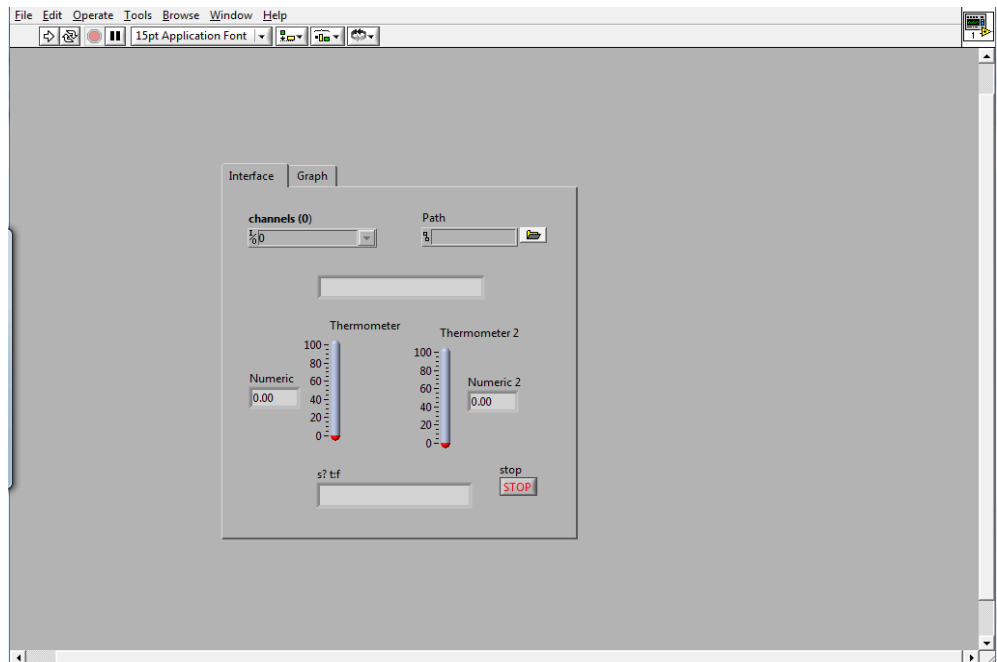 File Edit Operate Tools Browse Window Help
15pt Application Font
1
Interface Graph
channels (0) Path
0
Thermometer
Thermometer 2
100
80
60
40
20
0
100
80
60
40
20
0
Numeric
0.00
Numeric 2
0.00
s? t:f
stop
STOP